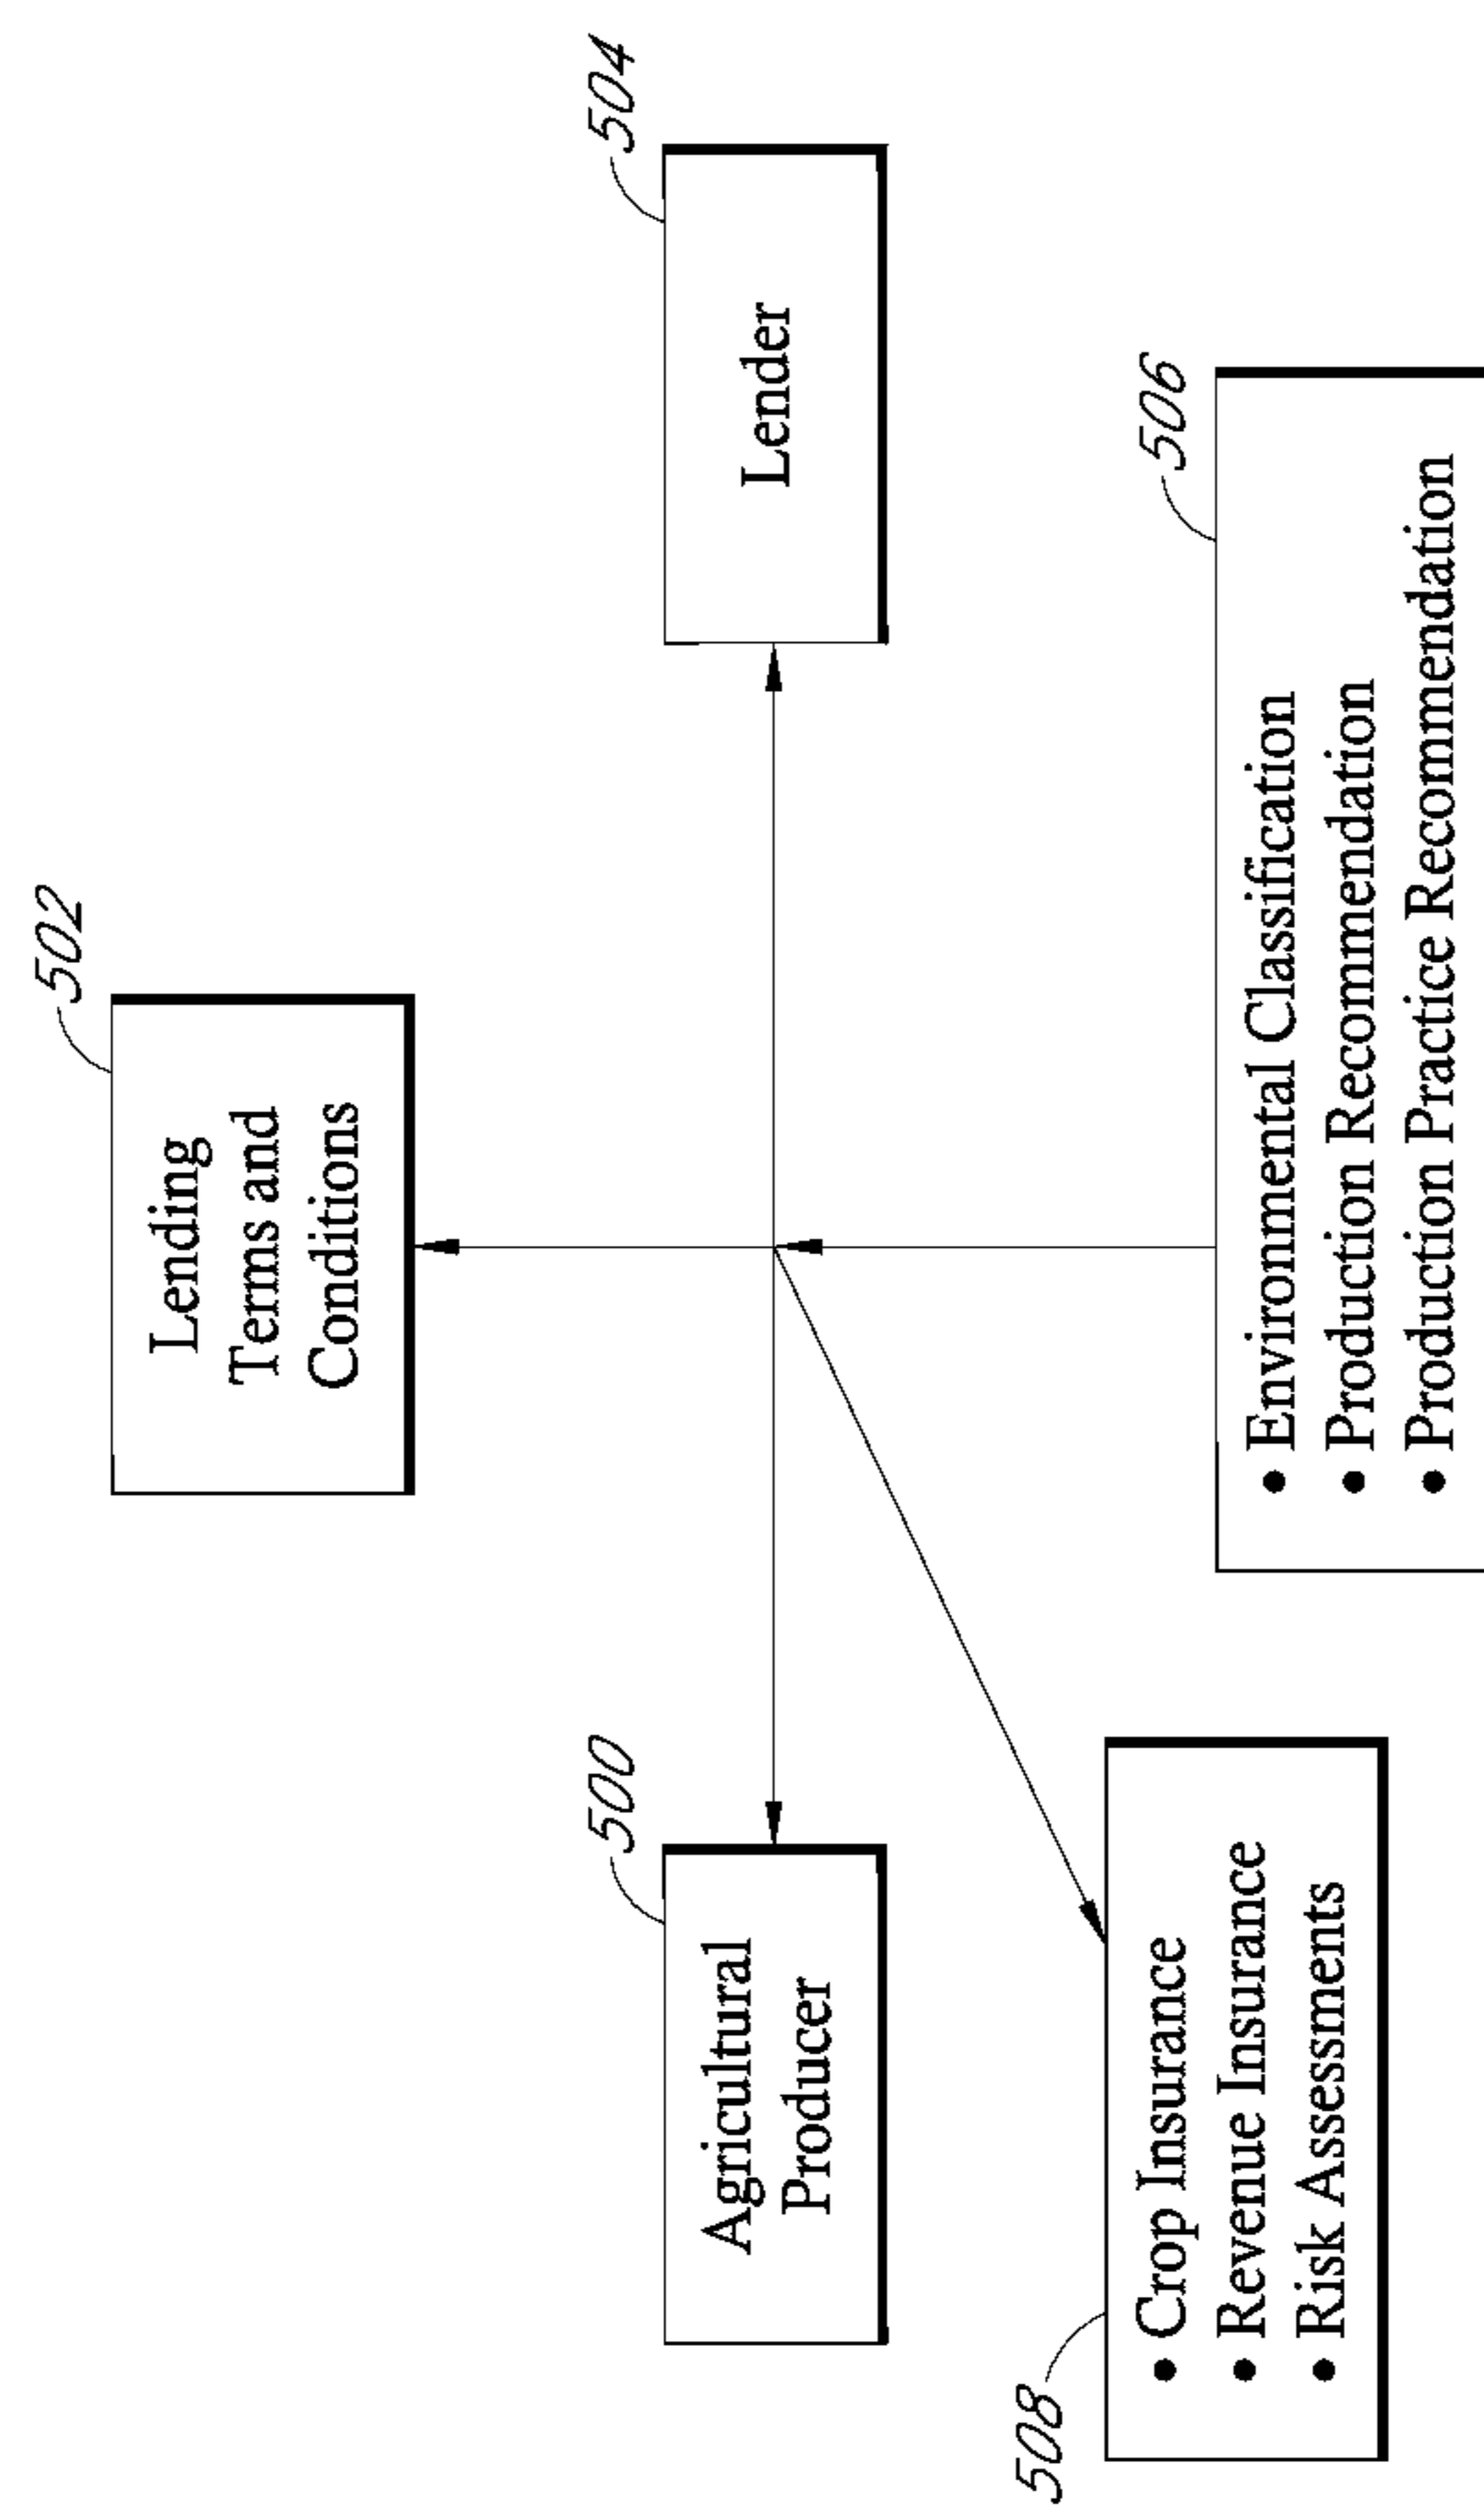 502
Lending
Terms and
Conditions
500
Agricultural
Producer
504
Lender
508
• Crop Insurance
• Revenue Insurance
• Risk Assessments
506
• Environmental Classification
• Production Recommendation
• Production Practice Recommendation